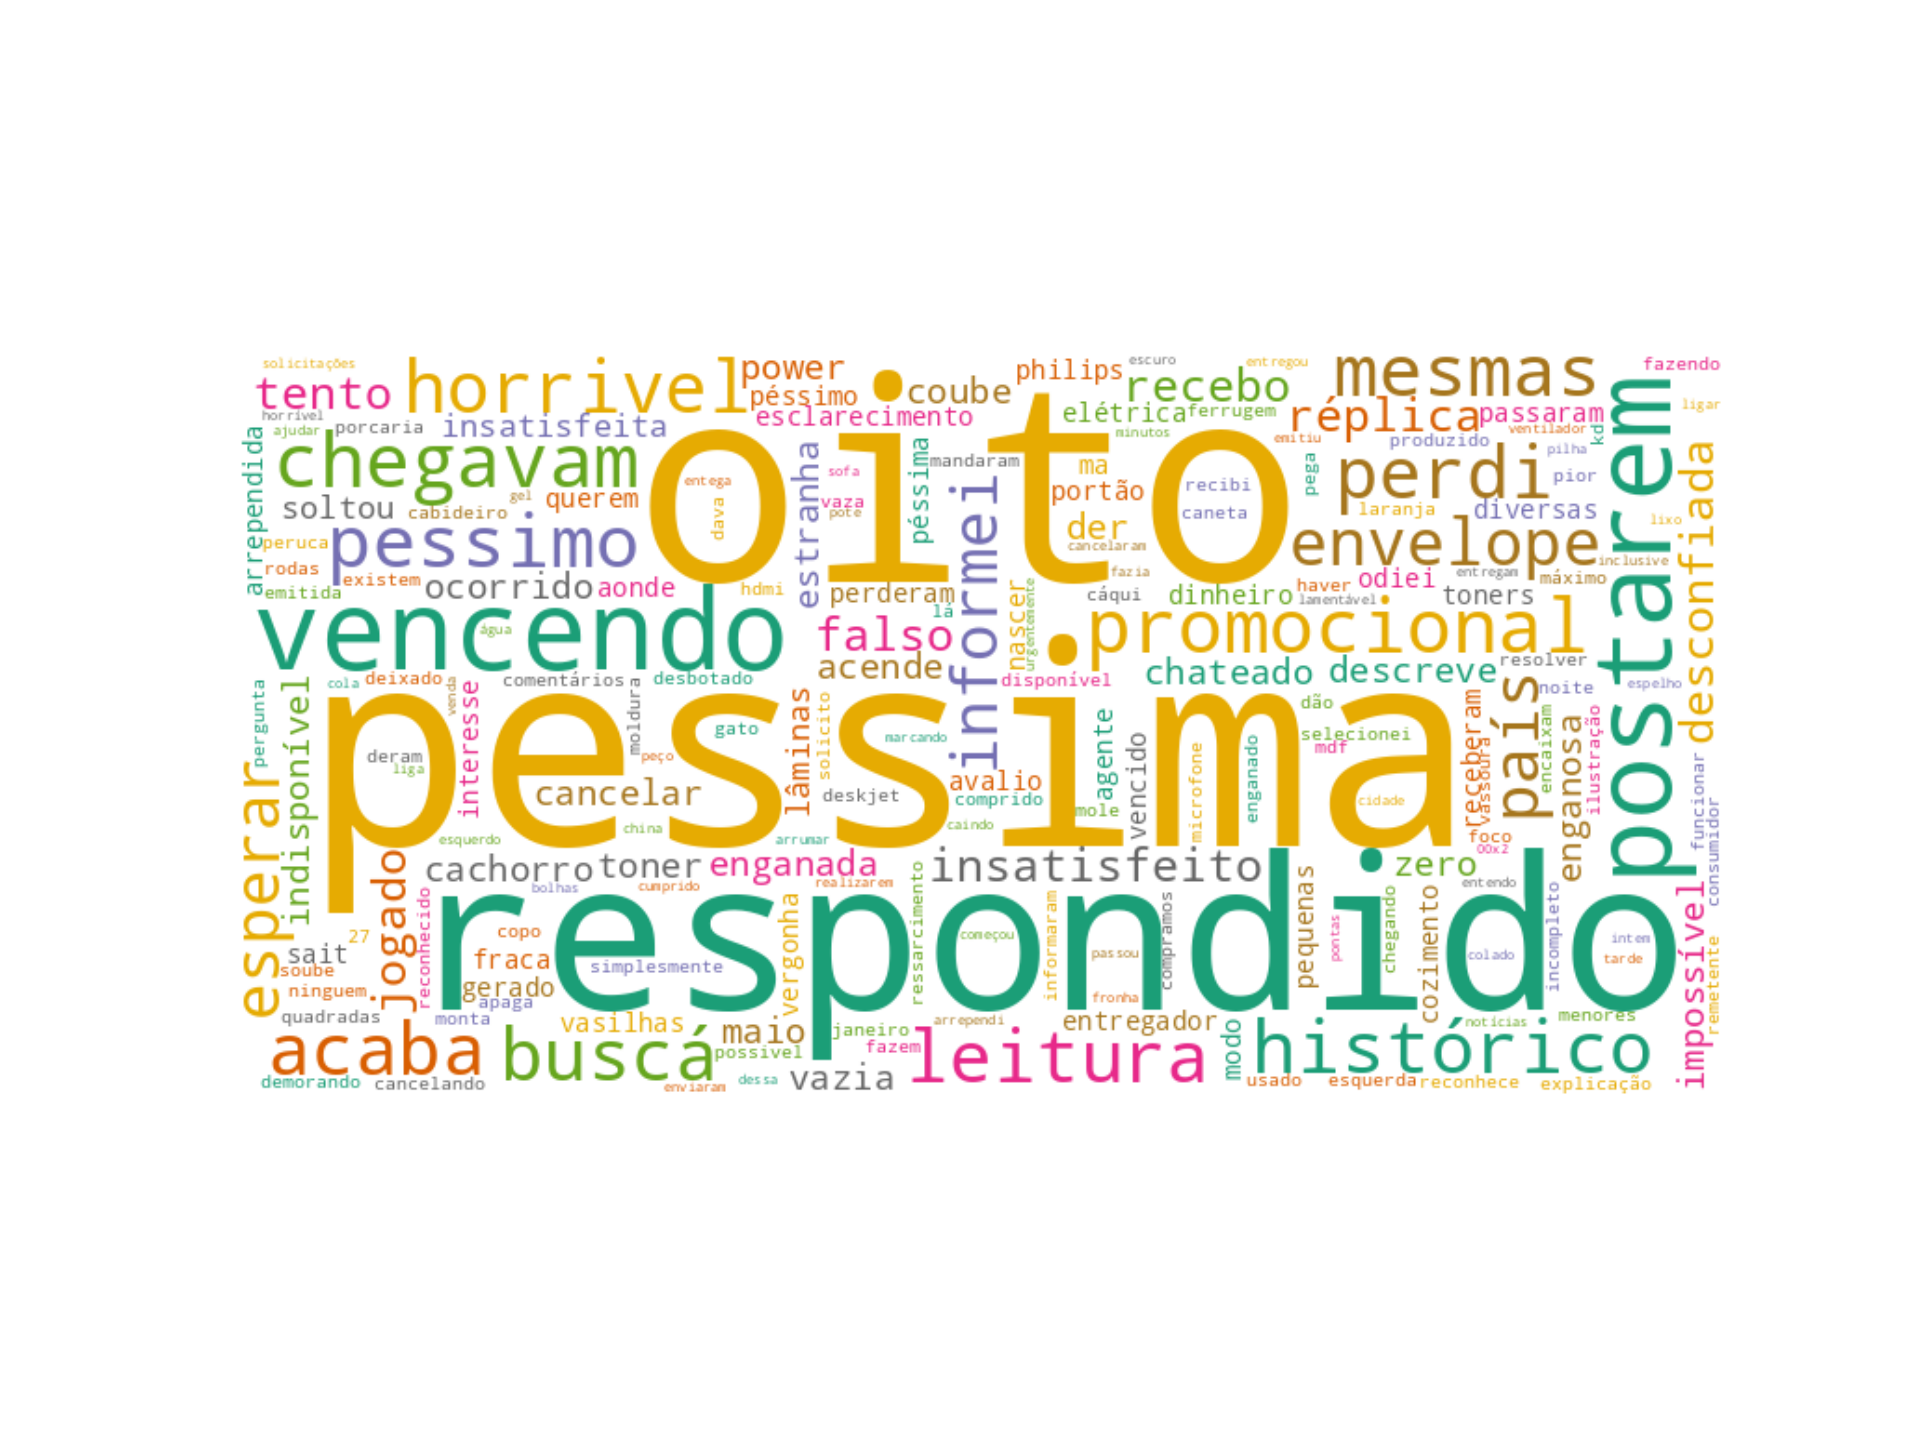 solicitações
tento
horrivel
power
péssimo
coube
philips
escuro
recebo
entregou
mesmas
fazendo
horrível
ajudar
porcaria
insatisfeita
esclarecimento
elétrica
ferrugem
minutos
réplica
emitiu
passaram
ventilador
kd
ligar
arrependida
chegavam
oito
entega
dava
estranha
sofa
vaza
pote
péssima
mandaram
ma
portão
der
cancelaram
fazia
recibi
caneta
pega
produzido
pilha
perdi
pior
laranja
diversas
postarem
lixo
desconfiada
soltou
cabideiro
gel
querem
peruca
pessimo
rodas
existem
emitida
ocorrido
aonde
hdmi
informei
envelope
inclusive
cáqui
dinheiro
haver
odiei
lamentável
entregam
toners
máximo
perderam
lá
urgentemente
nascer
vencendo
água
falso
acende
promocional
disponível
chateado
descreve
resolver
noite
espelho
pergunta
indisponível
cola
deixado
venda
interesse
comentários
moldura
desbotado
pessima
deram
liga
peço
gato
cancelar
lâminas
solicito
marcando
deskjet
avalio
comprido
caindo
agente
mole
vencido
microfone
enganado
dão
selecionei
mdf
cidade
receberam
vassoura
país
encaixam
enganosa
ilustração
foco
00x2
funcionar
consumidor
esperar
esquerdo
china
arrumar
jogado
cachorro
toner
enganada
insatisfeito
zero
bolhas
cumprido
realizarem
entendo
reconhecido
respondido
copo
fraca
gerado
apaga
simplesmente
vergonha
ressarcimento
começou
informaram
passou
fronha
compramos
pequenas
pontas
chegando
cozimento
colado
incompleto
intem
tarde
impossível
remetente
27
sait
soube
ninguem
quadradas
monta
vasilhas
maio
janeiro
arrependi
entregador
noticias
menores
acaba
buscá
possivel
fazem
leitura
modo
histórico
demorando
cancelando
enviaram
dessa
vazia
usado
esquerda
reconhece
explicação